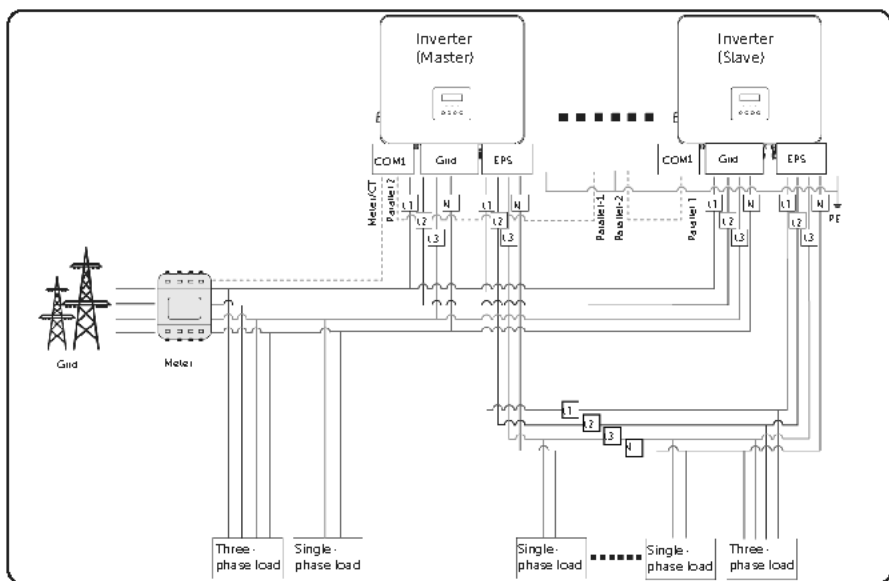 Inverter
(Master)
Inverter
(Slave)
COM1
Grid
EPS
COM1
Grid
EPS
Meter/CT
Parallel-2
L1
L2
L3
N
L1
L2
L3
Parallel-1
Parallel-2
Parallel-1
L1
L2
L3
N
L1
L2
L3
N
PE
Grid
Meter
L1
L2
L3
N
Three-
phase load
Single-
phase load
Single-
phase load
Single-
phase load
Three-
phase load